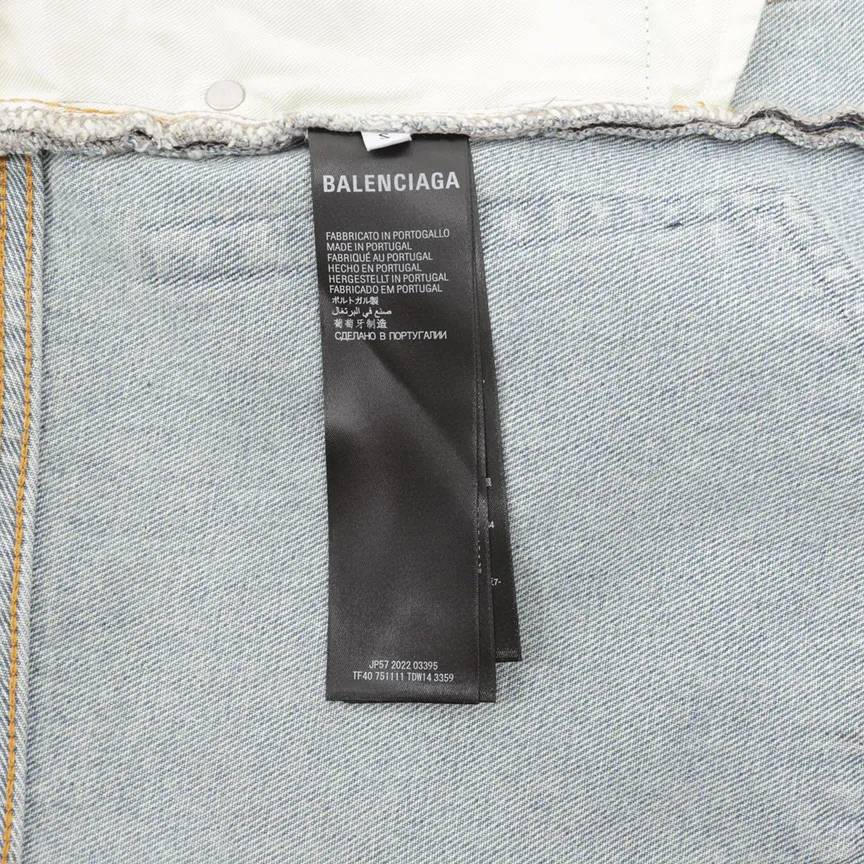 S
BALENCIAGA
FABBRICATO IN PORTOGALLO
MADE IN PORTUGAL
FABRIQUÉ AU PORTUGAL
HECHO EN PORTUGAL
HERGESTELLT IN PORTUGAL
FABRICADO EM PORTUGAL
ポルトガル製
صنع في البرتغال
葡萄牙制造
СДЕЛАНО В ПОРТУГАЛИИ
4
7-
JP57 2022 03395
TF40 751111 TDW14 3359